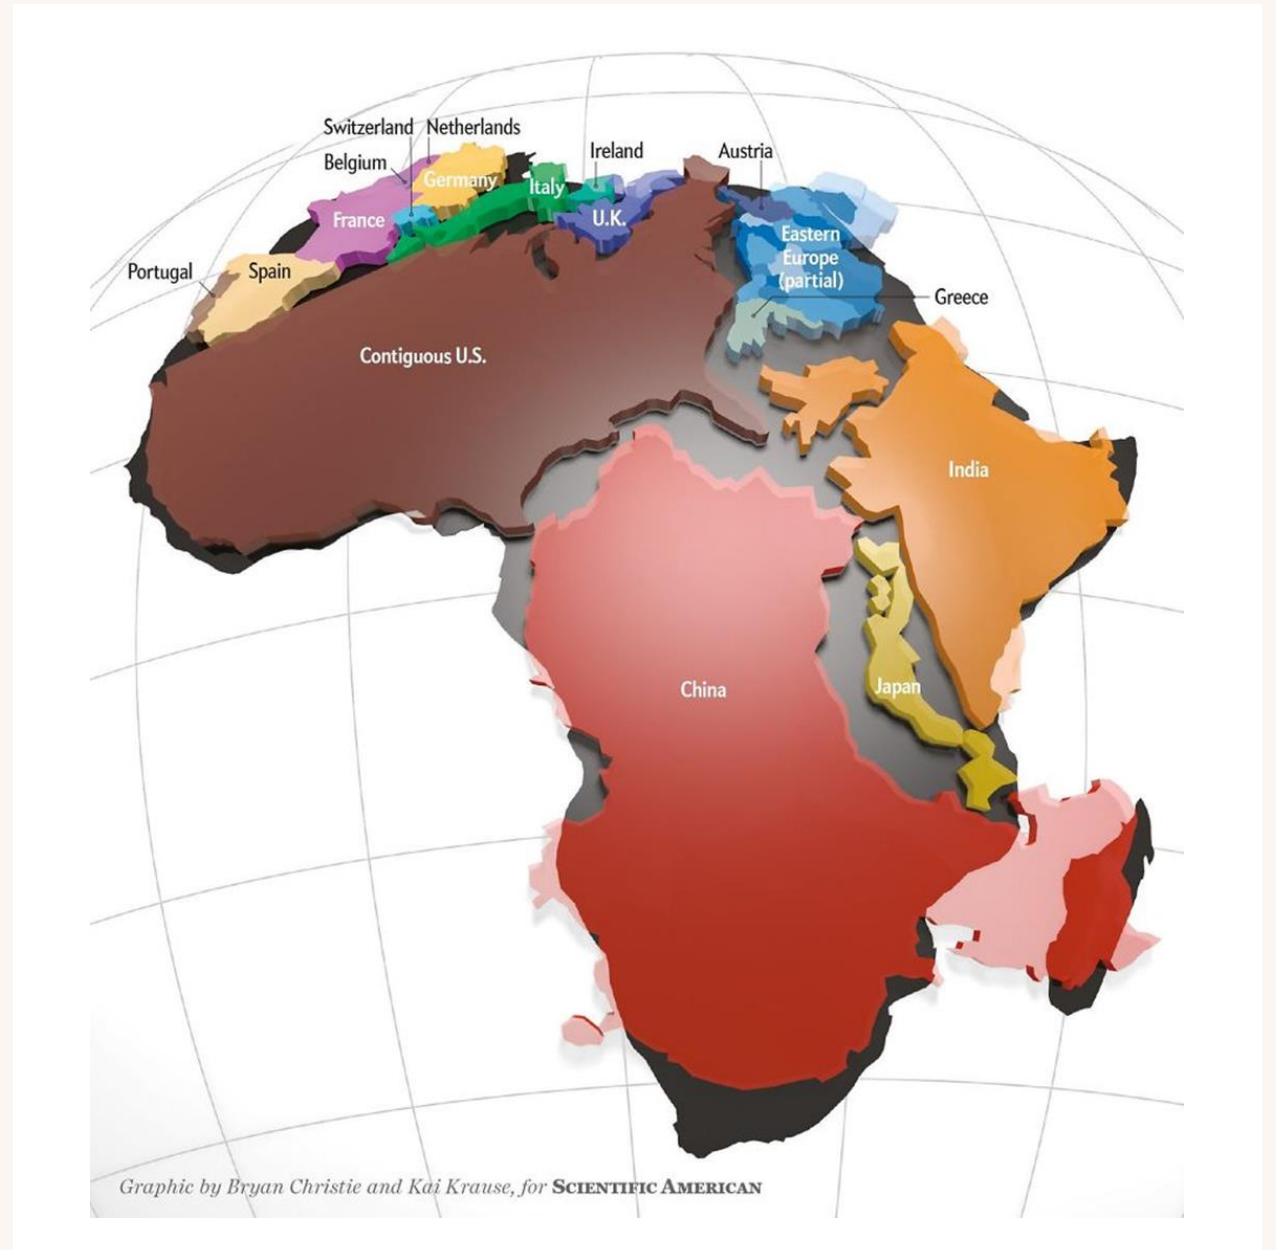 Switzerland
Netherlands
Belgium
Ireland
Austria
Germany
Italy
France
U.K.
Eastern
Europe
(partial)
Portugal
Spain
Greece
Contiguous U.S.
India
China
Japan
Graphic by Bryan Christie and Kai Krause, for SCIENTIFIC AMERICAN